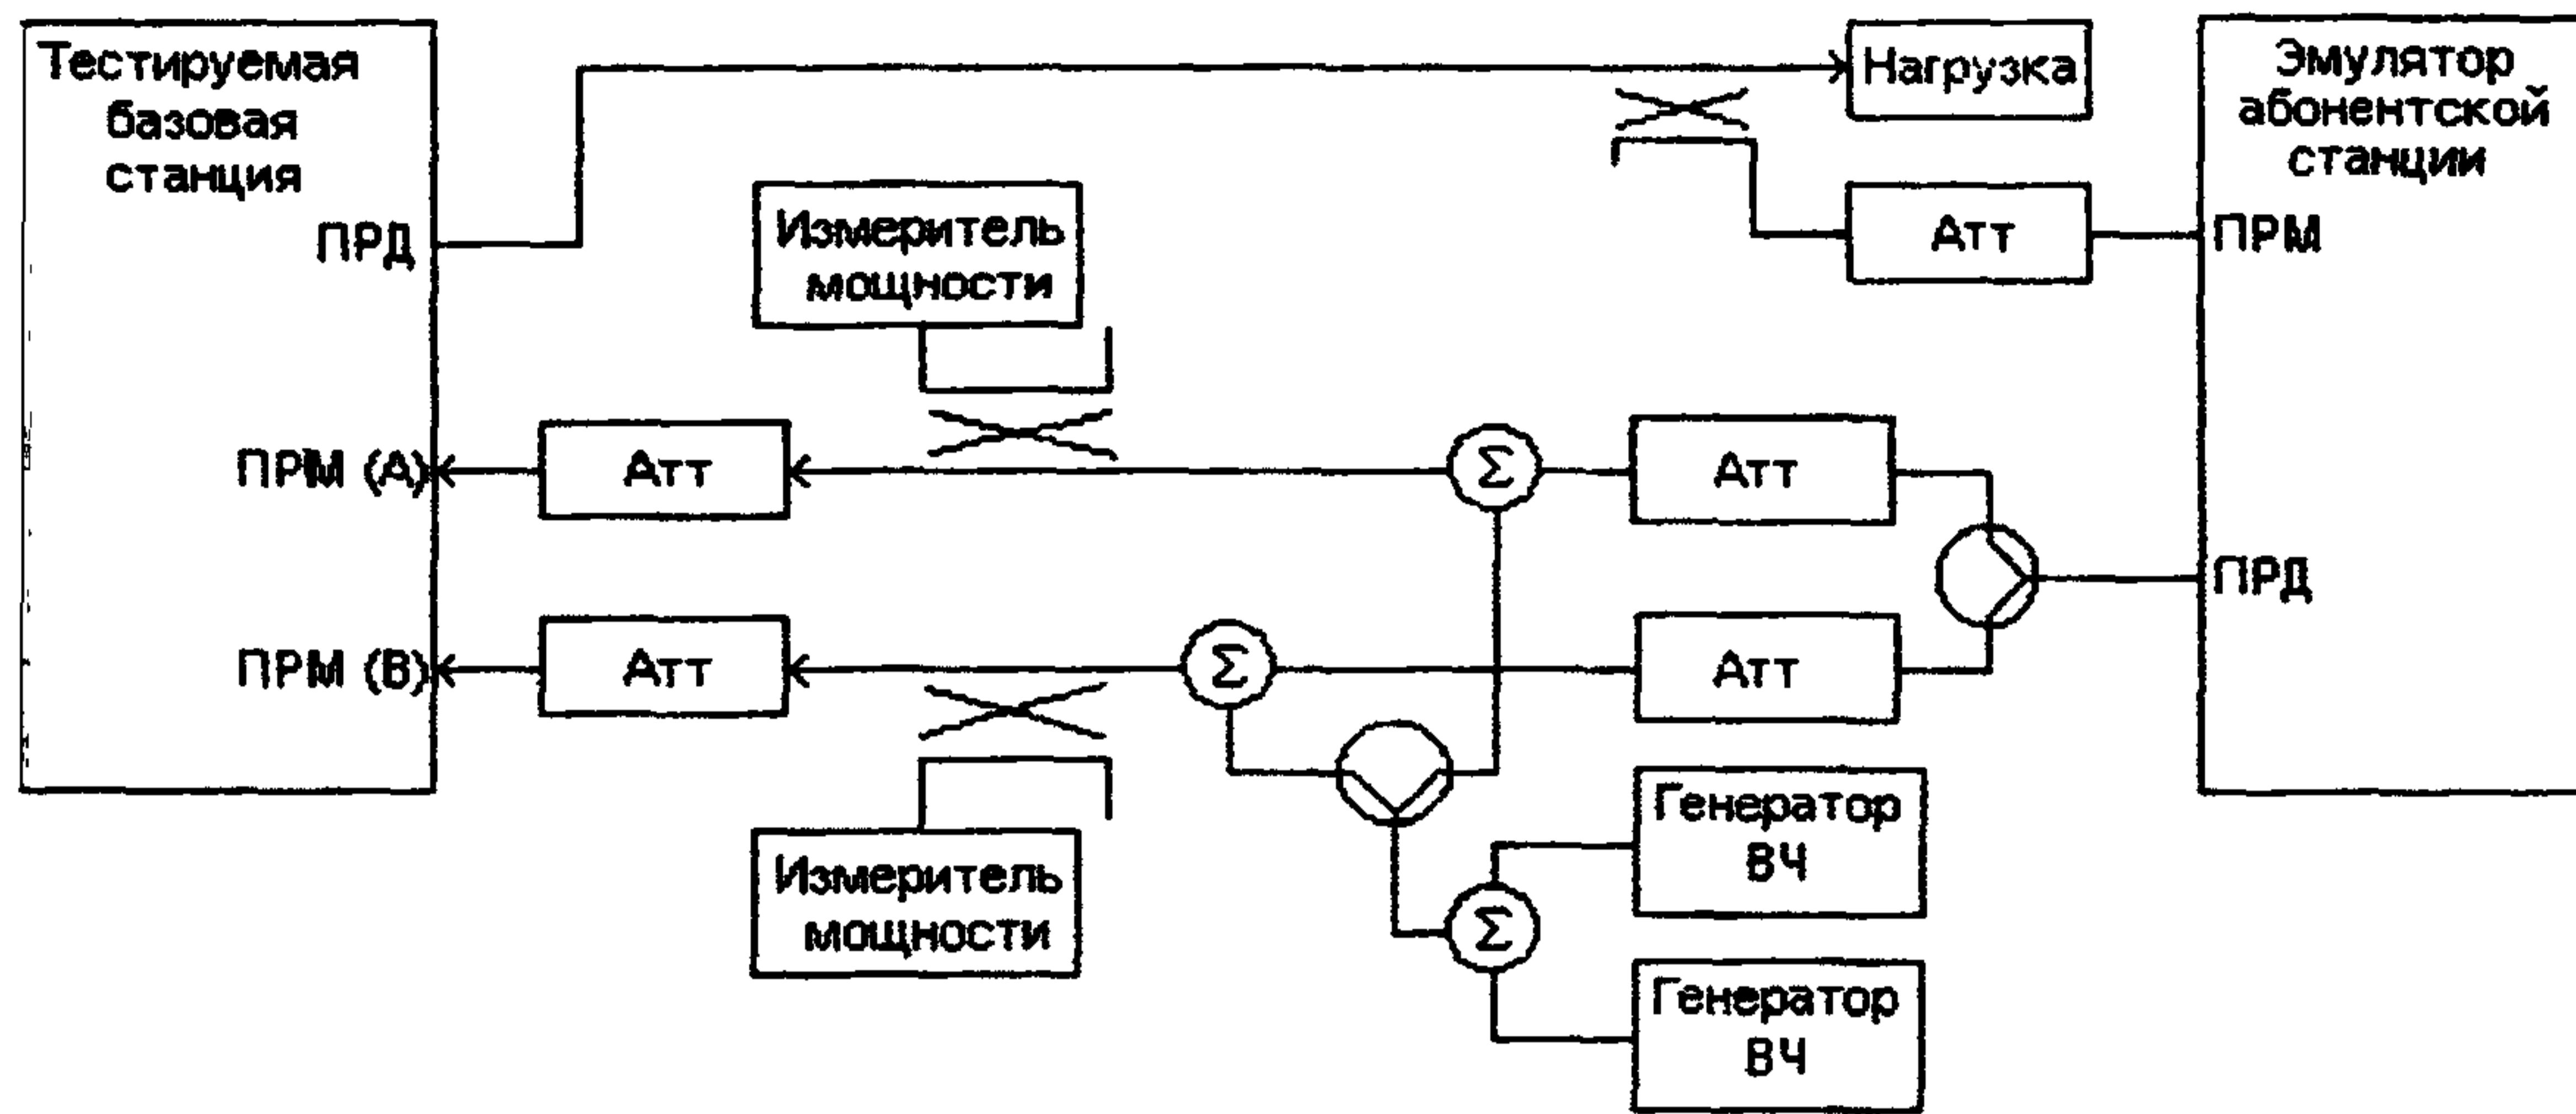 Тестируемая
базовая
станция
ПРД
ПРМ (А)
ПРМ (В)
Измеритель
мощности
Нагрузка
Атт
Эмулятор
абонентской
станции
ПРМ
ПРД
Атт
Σ
Атт
Атт
Σ
Атт
Измеритель
мощности
Генератор
ВЧ
Σ
Генератор
ВЧ